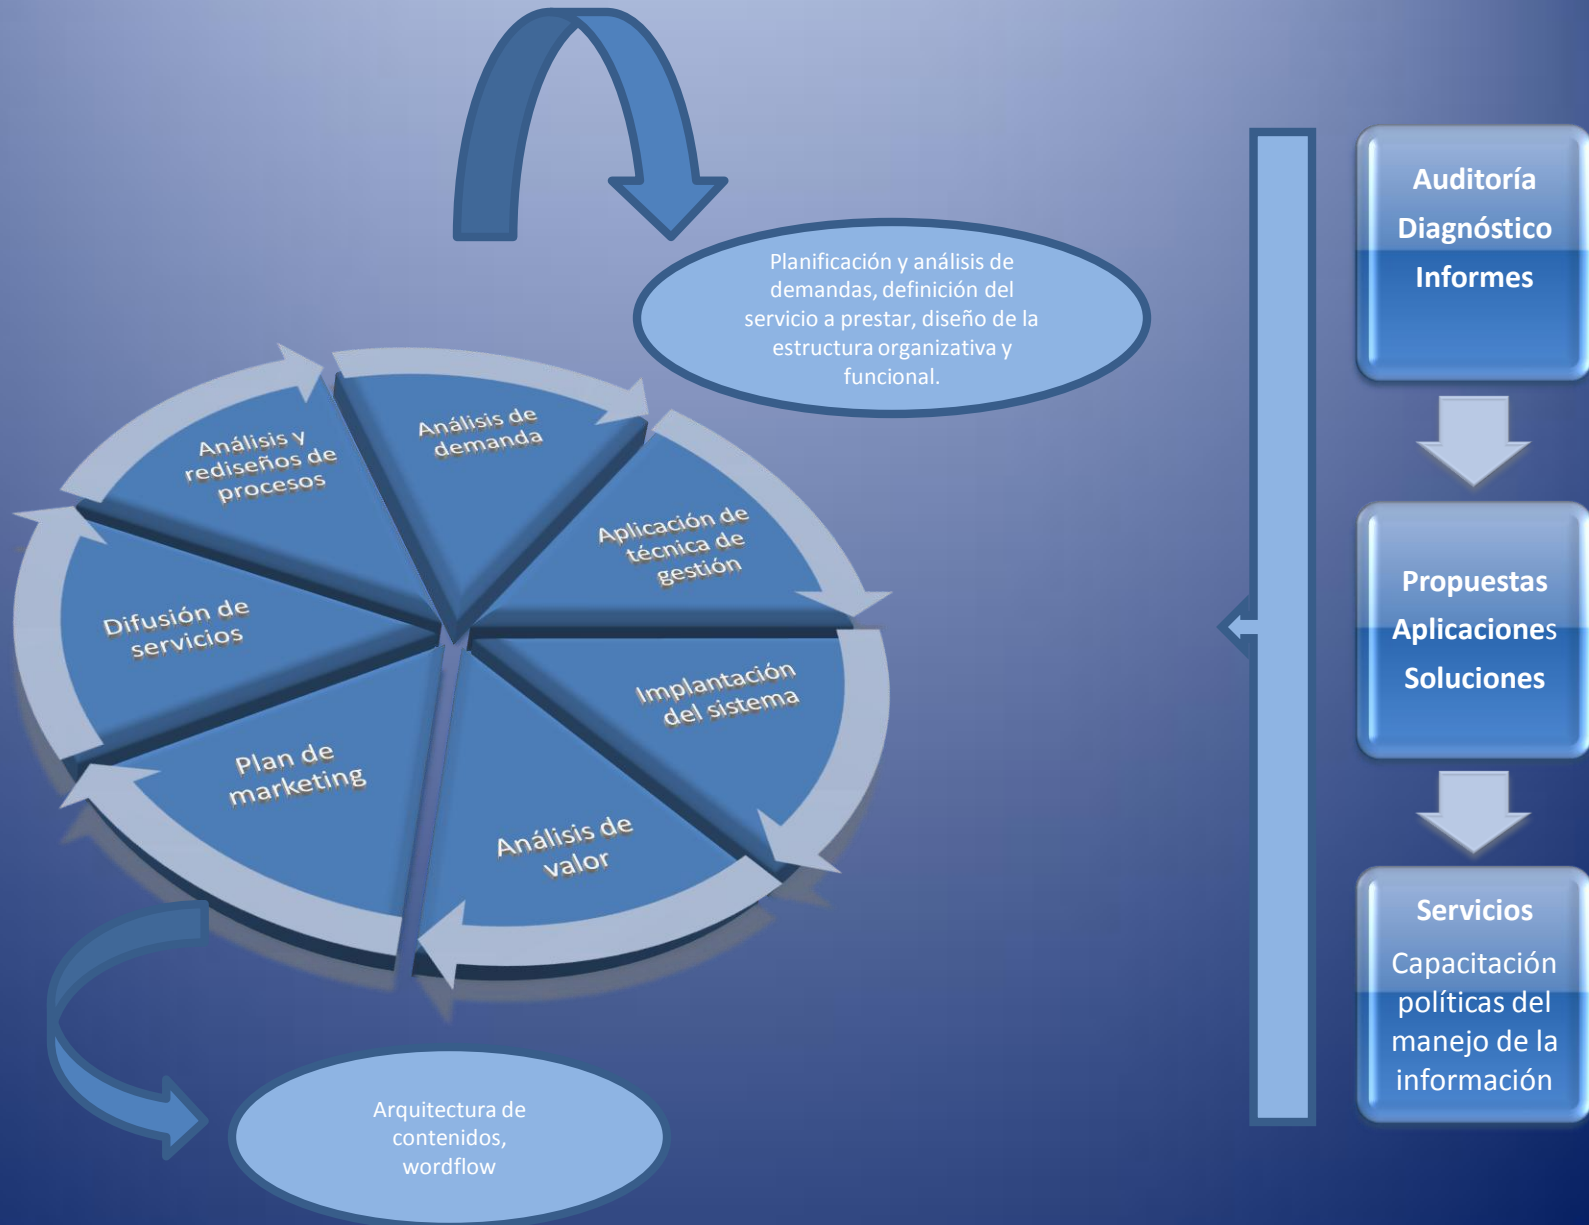 Planificación y análisis de
demandas, definición del
servicio a prestar, diseño de la
estructura organizativa y
funcional.
Análisis de
demanda
Aplicación de
técnica de
gestión
Implantación
del sistema
Análisis de
valor
Plan de
marketing
Difusión de
servicios
Análisis y
rediseños de
procesos
Arquitectura de
contenidos,
wordflow
Auditoría
Diagnóstico
Informes
Propuestas
Aplicaciones
Soluciones
Servicios
Capacitación
políticas del
manejo de la
información